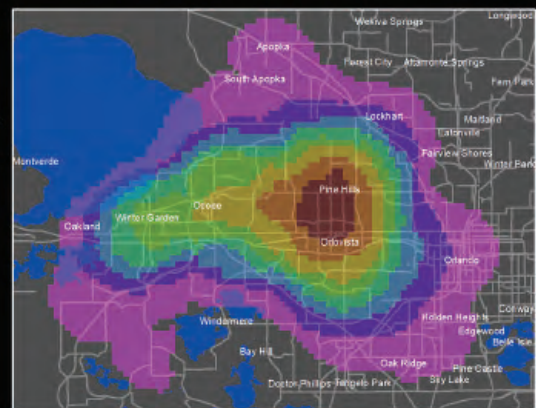 Longwood
Wekiva Springs
Apopka
Forest City
Altamonte Springs
South Apopka
Fern Park
Lockhart
Maitland
Eatonville
Fairview Shores
Montverde
Winter Park
Pine Hills
Ocoee
Winter Garden
Oakland
Orlovista
Orlando
Conway
Holden Heights
Windermere
Edgewood
Belle Isle
Bay Hill
Oak Ridge
Pine Castle
Doctor Phillips
Tangelo Park
Sky Lake